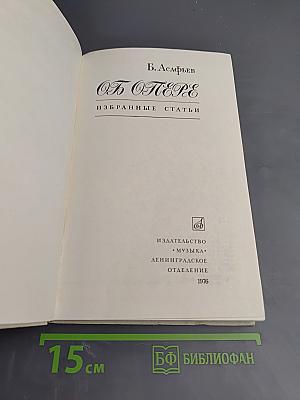 Б. Асафьев
ОБ ОПЕРЕ
ИЗБРАННЫЕ СТАТЬИ
ИЗДАТЕЛЬСТВО
«МУЗЫКА»
ЛЕНИНГРАДСКОЕ
ОТДЕЛЕНИЕ
1976
15 см
БФ БИБЛИОФАН